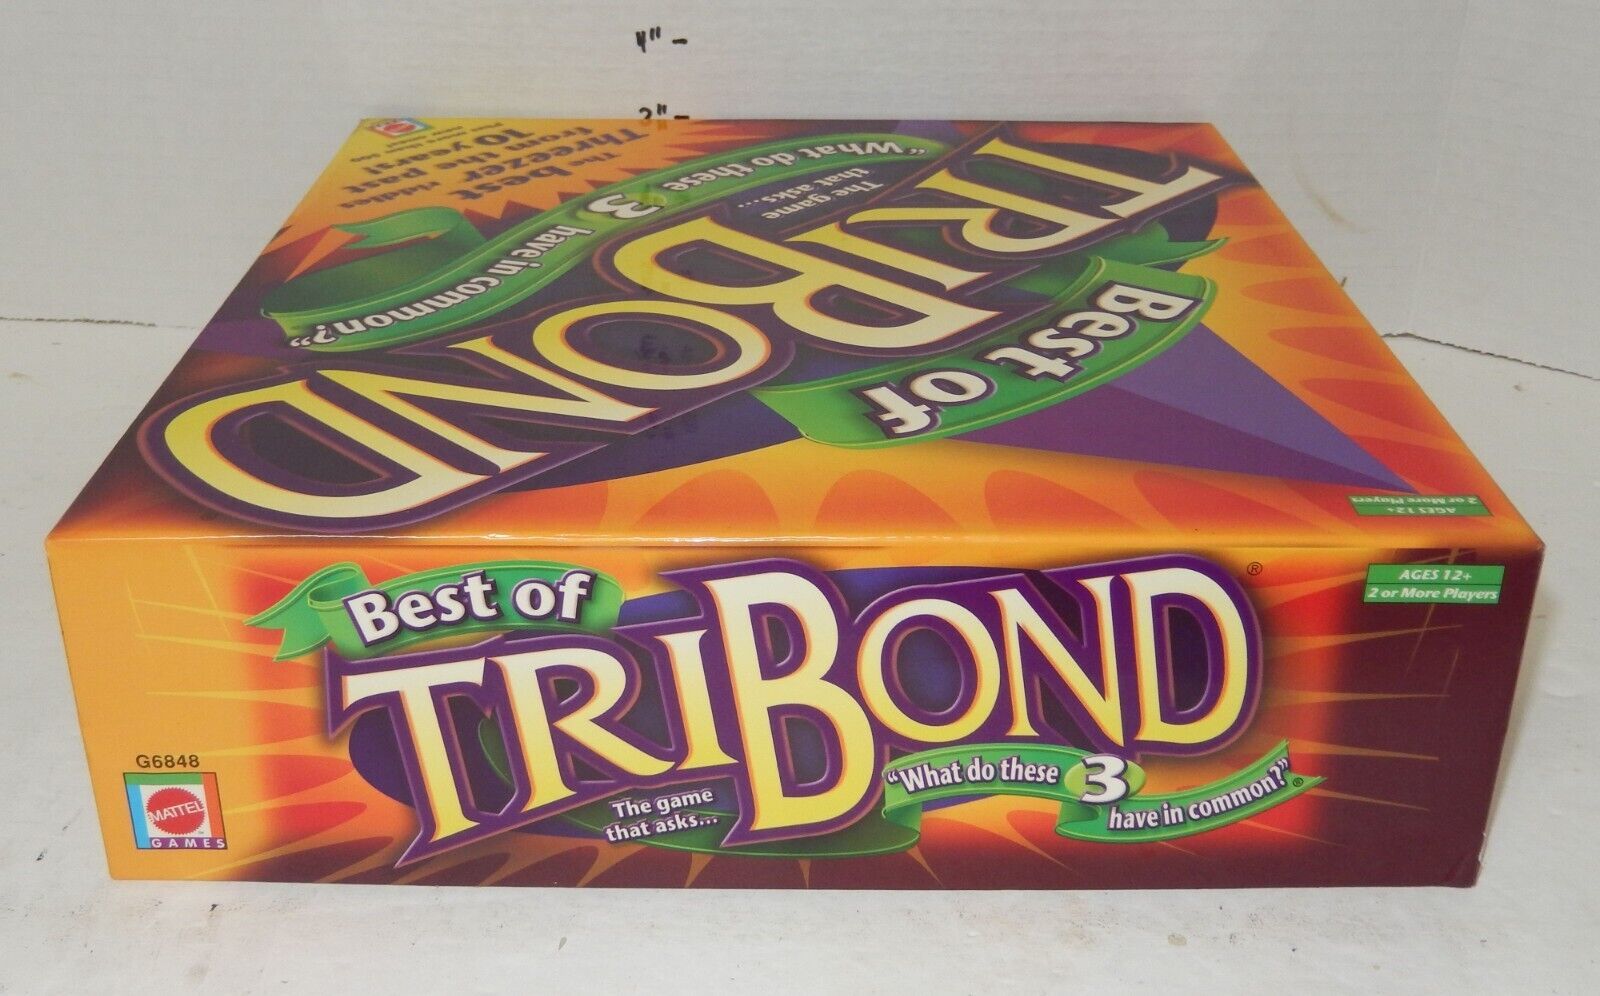 4" -
2" -
The
best
Threezer riddles
from the past
10 years!
Best of
TRIBOND
The game
that asks...
"What do these 3 have in common?"
AGES 12+
2 or More Players
Best of
TRIBOND®
The game
that asks...
"What do these 3 have in common?"®
AGES 12+
2 or More Players
G6848
MATTEL
GAMES